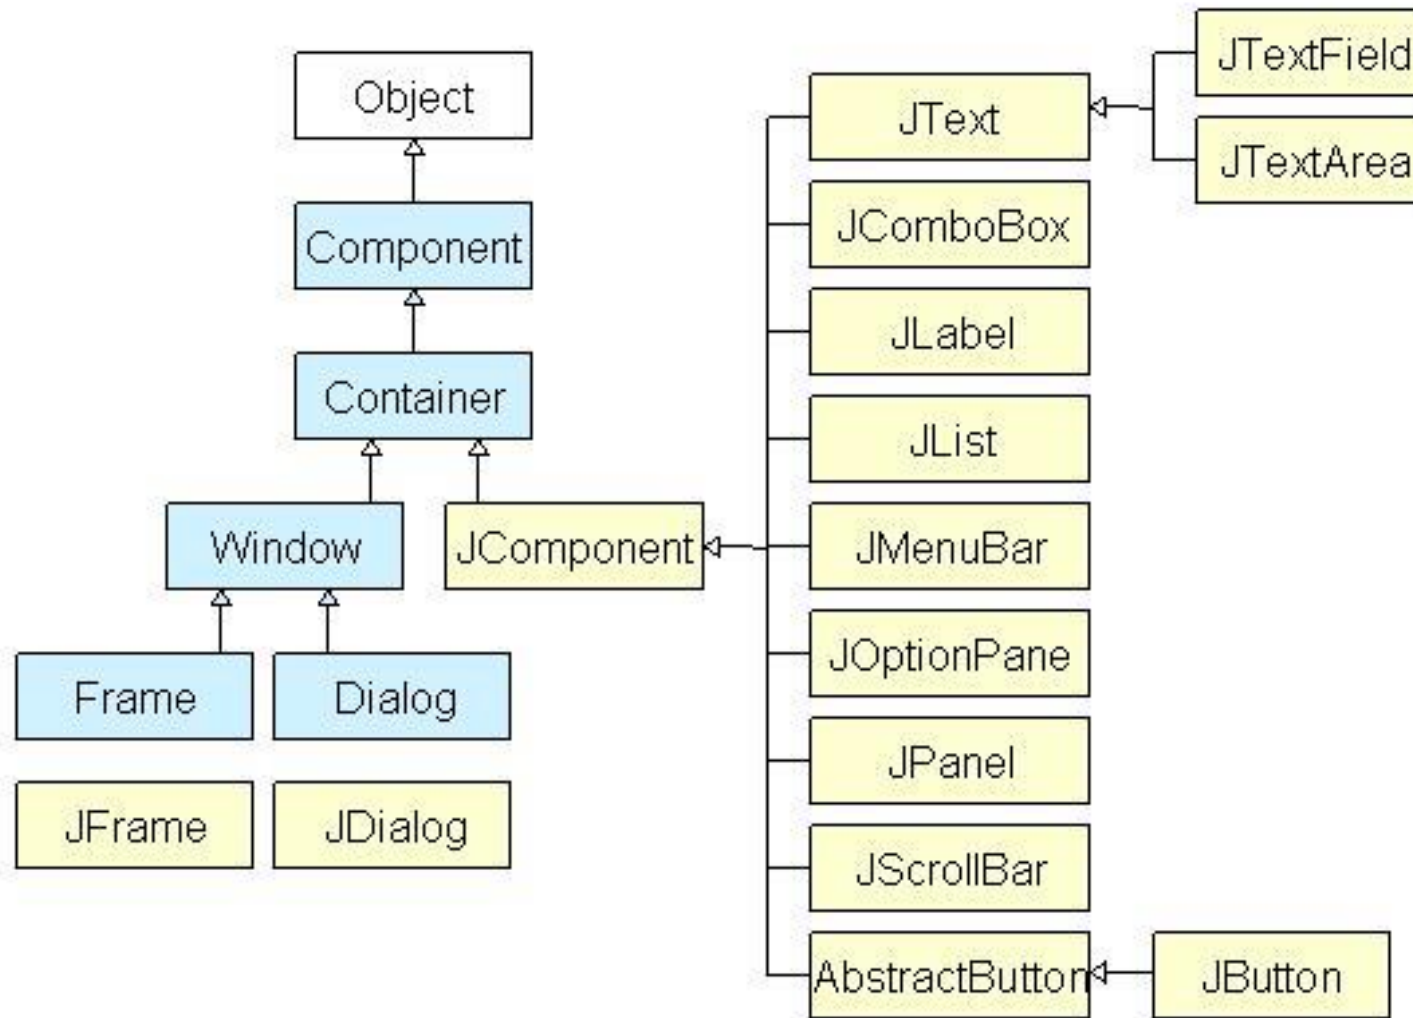 Object
Component
Container
Window
JComponent
Frame
Dialog
JFrame
JDialog
JText
JComboBox
JLabel
JList
JMenuBar
JOptionPane
JPanel
JScrollBar
AbstractButton
JTextField
JTextArea
JButton